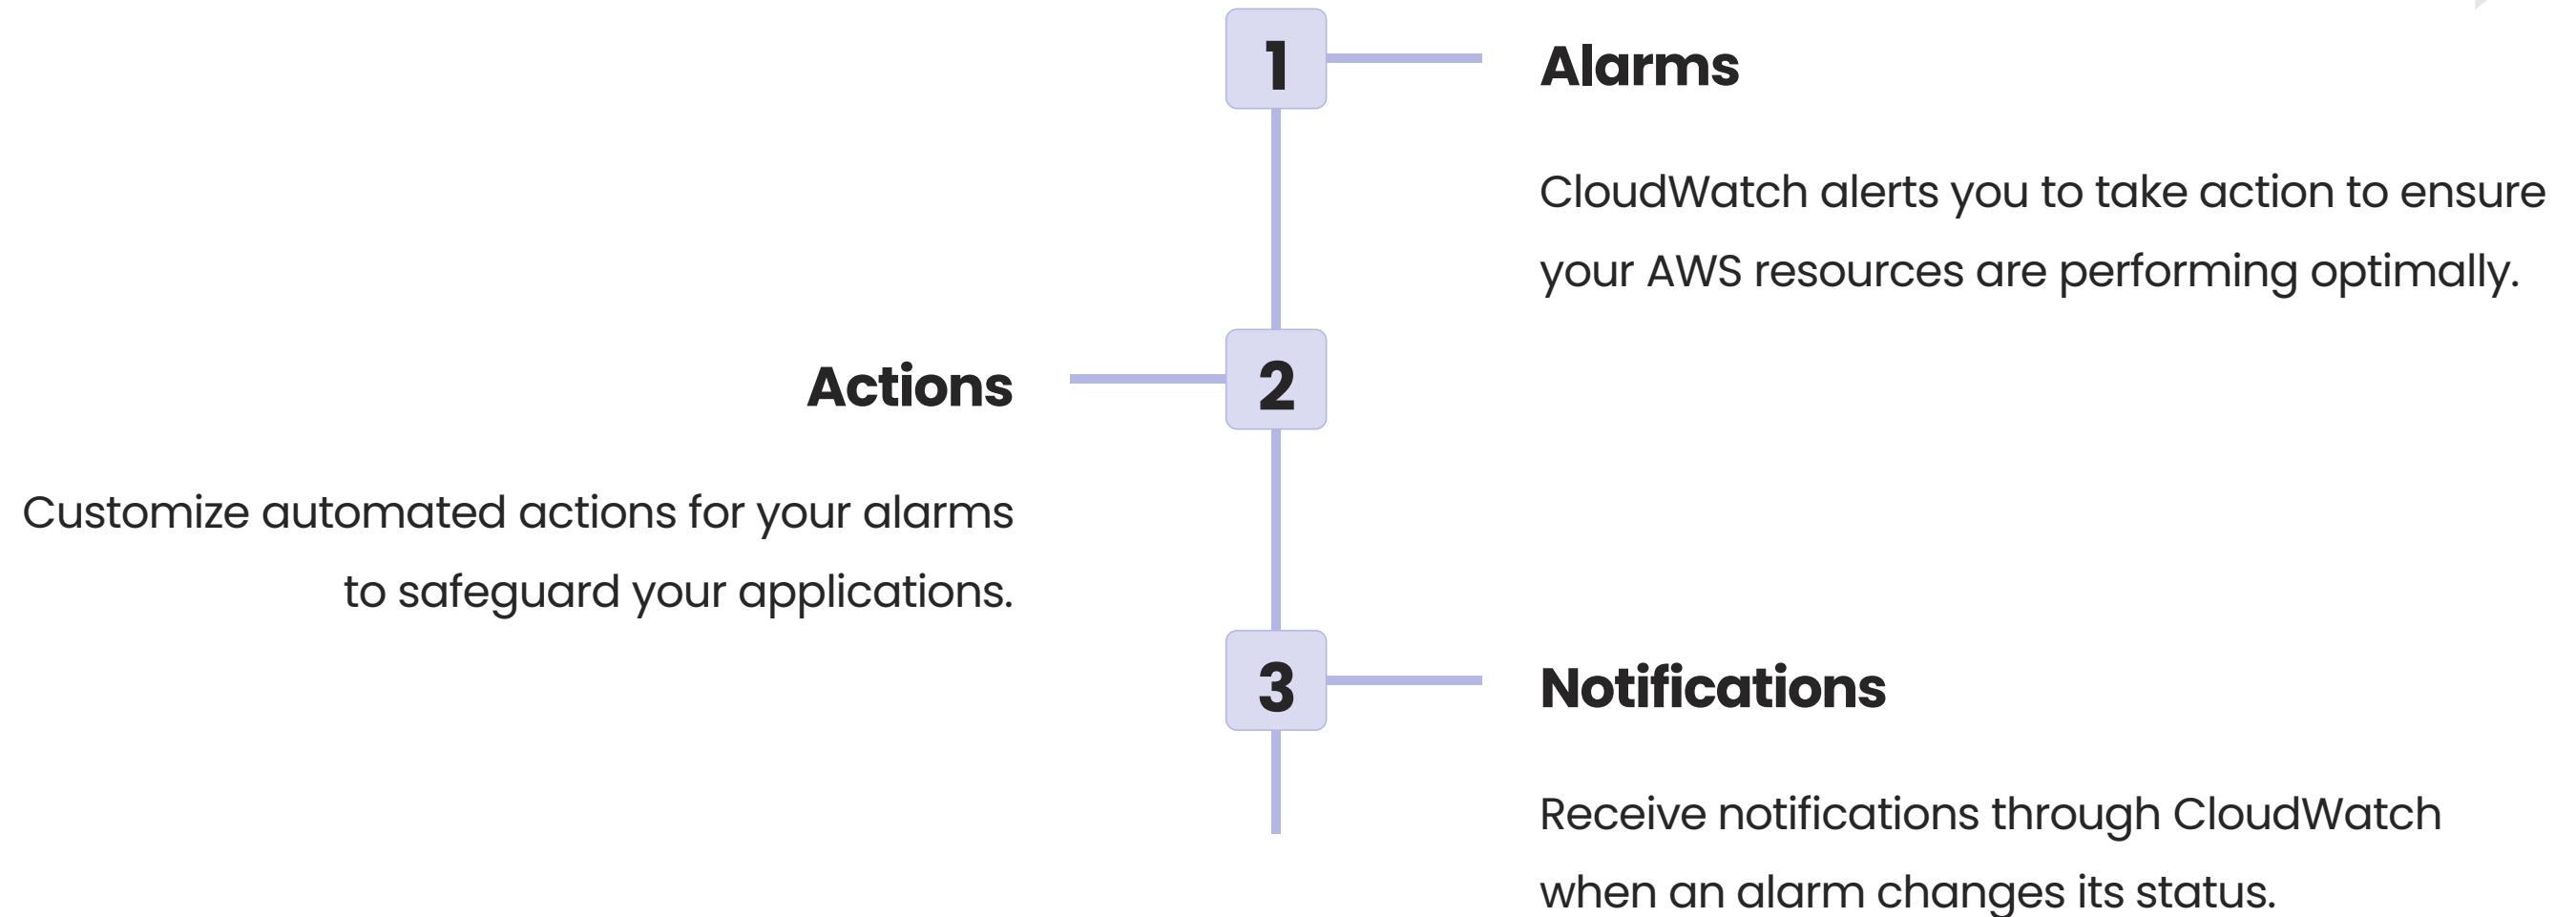 1
Alarms
CloudWatch alerts you to take action to ensure
your AWS resources are performing optimally.
2
Actions
Customize automated actions for your alarms
to safeguard your applications.
3
Notifications
Receive notifications through CloudWatch
when an alarm changes its status.